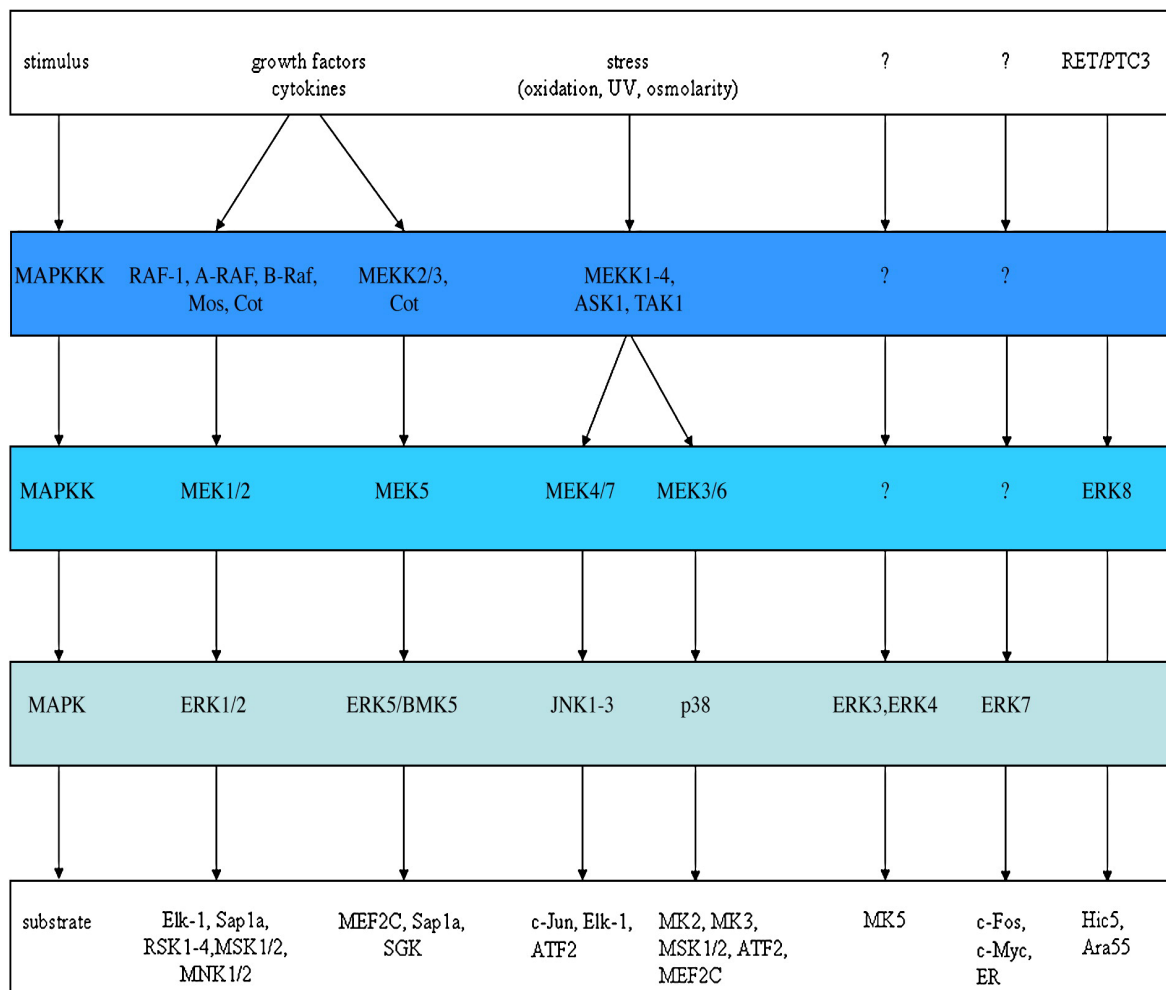 stimulus growth factors stress ? ? RET/PTC3
cytokines (oxidation, UV, osmolarity)
MAPKKK RAF-1, A-RAF, B-Raf, MEKK2/3, MEKK1-4, ? ?
Mos, Cot Cot ASK1, TAK1
MAPKK MEK1/2 MEK5 MEK4/7 MEK3/6 ? ? ERK8
MAPK ERK1/2 ERK5/BMK5 JNK1-3 p38 ERK3,ERK4 ERK7
substrate Elk-1, Sap1a, MEF2C, Sap1a, c-Jun, Elk-1, MK2, MK3, MK5 c-Fos, Hic5,
RSK1-4,MSK1/2, SGK ATF2 MSK1/2, ATF2, c-Myc, Ara55
MNK1/2 MEF2C ER